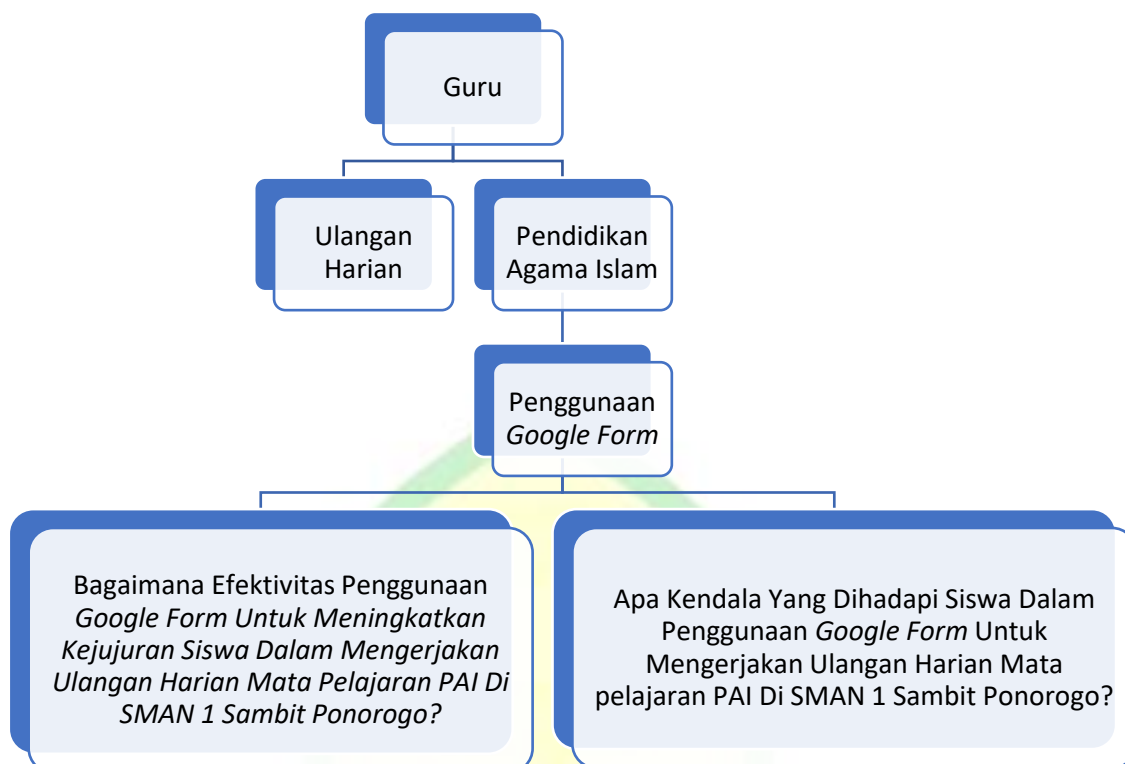 Guru
Ulangan
Harian
Pendidikan
Agama Islam
Penggunaan
Google Form
Bagaimana Efektivitas Penggunaan
Google Form Untuk Meningkatkan
Kejujuran Siswa Dalam Mengerjakan
Ulangan Harian Mata Pelajaran PAI Di
SMAN 1 Sambit Ponorogo?
Apa Kendala Yang Dihadapi Siswa Dalam
Penggunaan Google Form Untuk
Mengerjakan Ulangan Harian Mata
pelajaran PAI Di SMAN 1 Sambit Ponorogo?